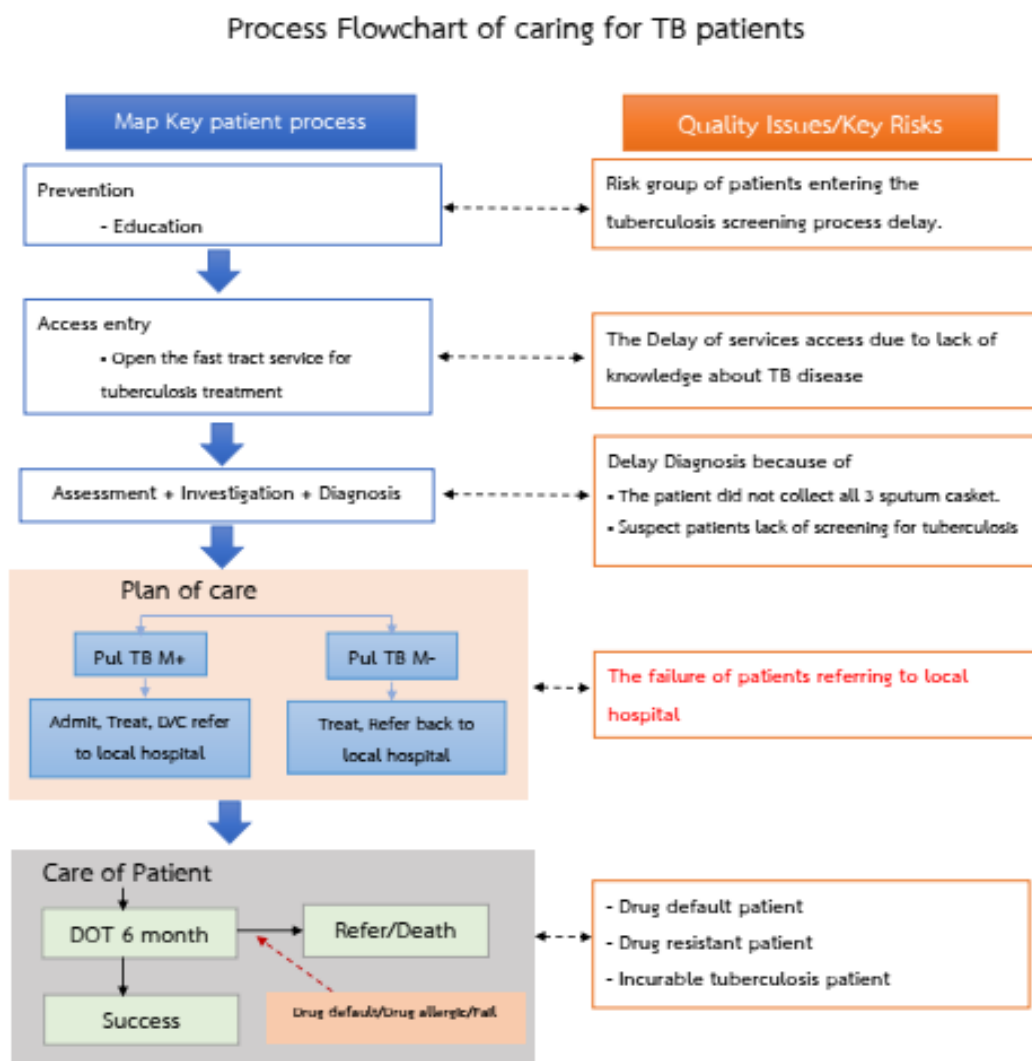 Process Flowchart of caring for TB patients
Map Key patient process
Quality Issues/Key Risks
Prevention
- Education
Risk group of patients entering the
tuberculosis screening process delay.
Access entry
• Open the fast tract service for
tuberculosis treatment
The Delay of services access due to lack of
knowledge about TB disease
Assessment + Investigation + Diagnosis
Delay Diagnosis because of
• The patient did not collect all 3 sputum casket.
• Suspect patients lack of screening for tuberculosis
Plan of care
Pul TB M+
Pul TB M-
Admit, Treat, D/C refer
to local hospital
Treat, Refer back to
local hospital
The failure of patients referring to local
hospital
Care of Patient
DOT 6 month
Refer/Death
Success
Drug default/Drug allergic/Fail
- Drug default patient
- Drug resistant patient
- Incurable tuberculosis patient